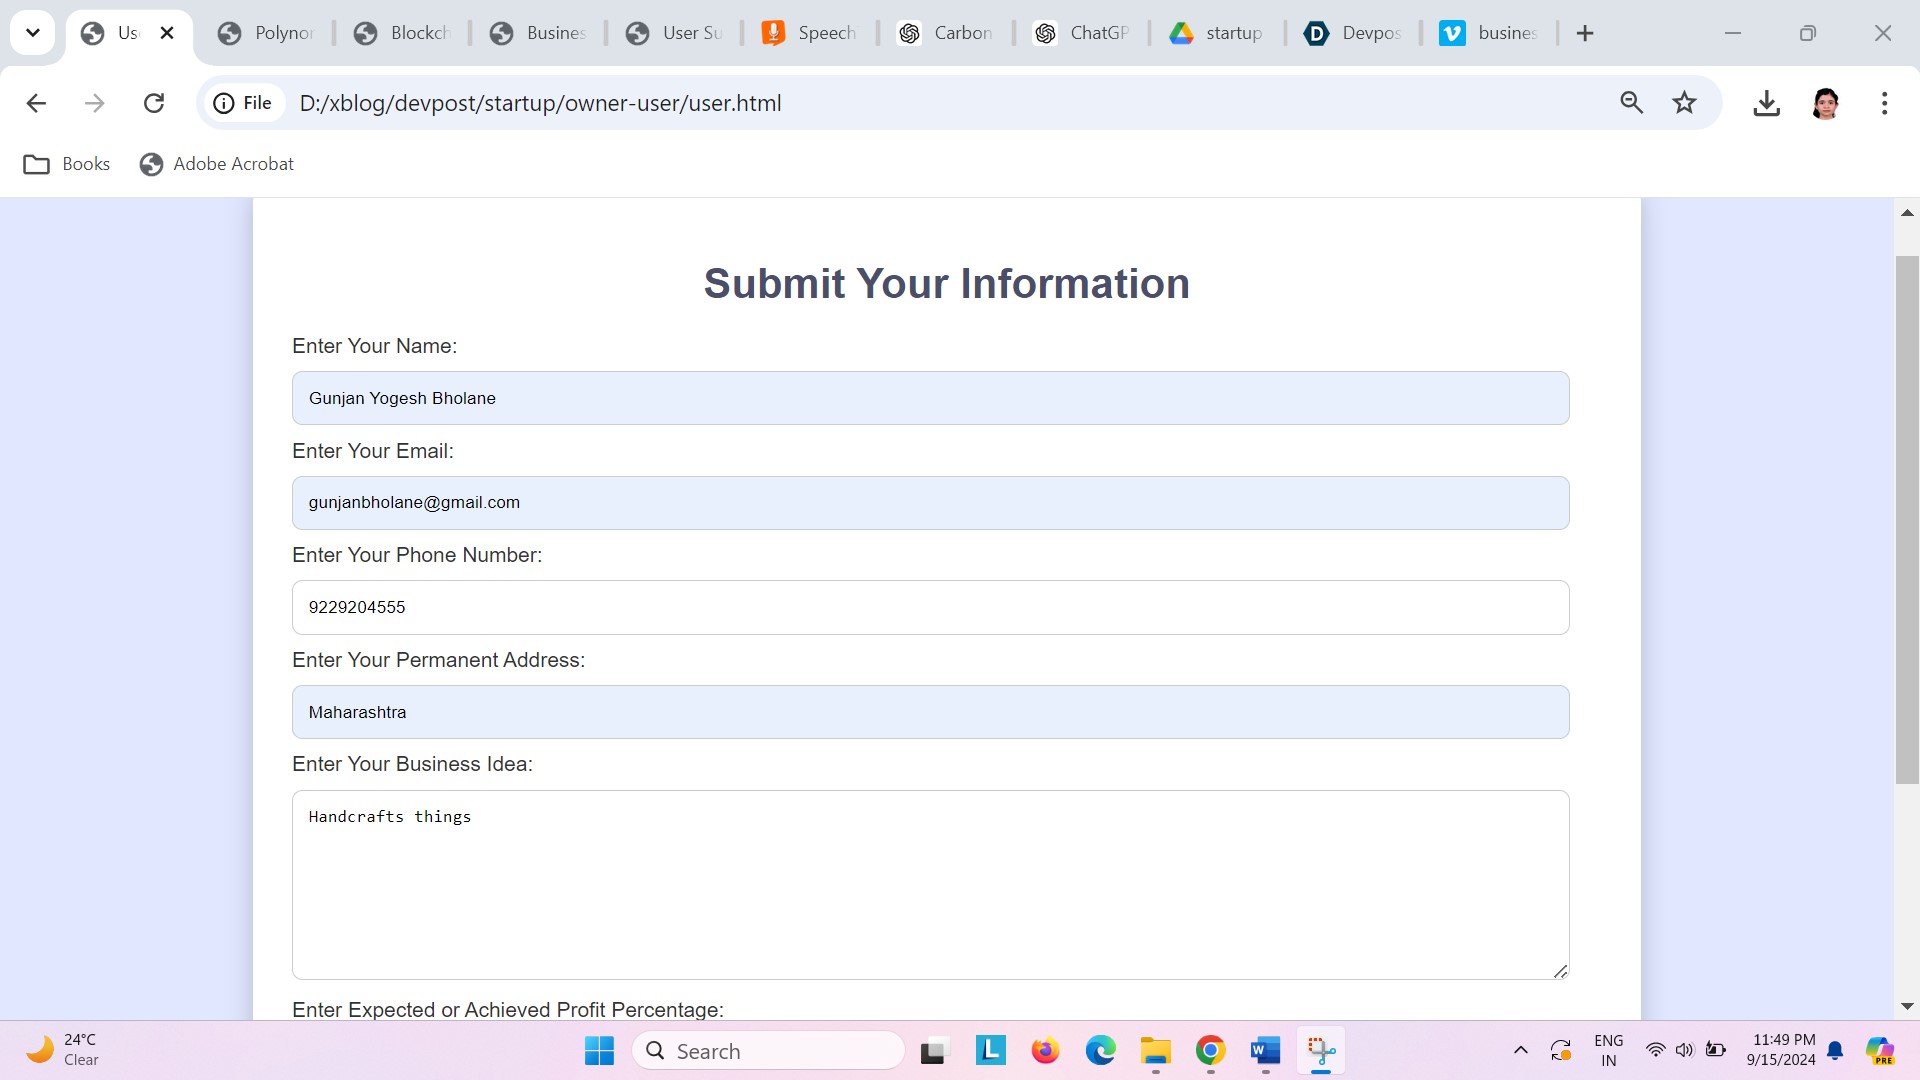 Us
Polynor
Blockch
Busines
User Su
Speech
Carbon
ChatGP
startup
Devpos
busines
File
D:/xblog/devpost/startup/owner-user/user.html
Books
Adobe Acrobat
Submit Your Information
Enter Your Name:
Gunjan Yogesh Bholane
Enter Your Email:
gunjanbholane@gmail.com
Enter Your Phone Number:
9229204555
Enter Your Permanent Address:
Maharashtra
Enter Your Business Idea:
Handcrafts things
Enter Expected or Achieved Profit Percentage:
24°C
Clear
Search
L
W
ENG
IN
11:49 PM
9/15/2024
PRE